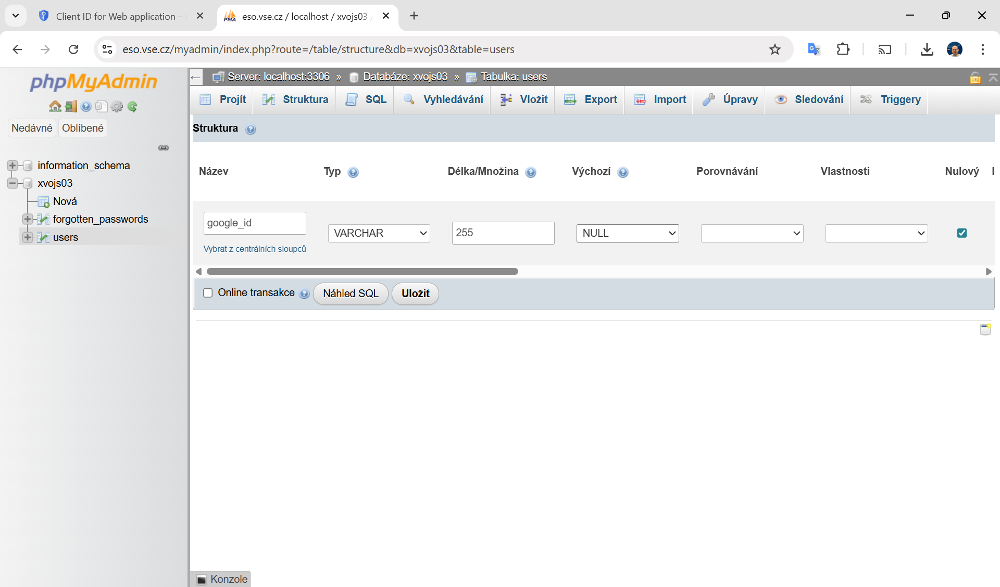 Client ID for Web application –
eso.vse.cz / localhost / xvojs03
eso.vse.cz/myadmin/index.php?route=/table/structure&db=xvojs03&table=users
phpMyAdmin
Nedávné
Oblíbené
information_schema
xvojs03
Nová
forgotten_passwords
users
Server: localhost:3306 » Databáze: xvojs03 » Tabulka: users
Projít
Struktura
SQL
Vyhledávání
Vložit
Export
Import
Úpravy
Sledování
Triggery
Struktura
Název
Typ
Délka/Množina
Výchozí
Porovnávání
Vlastnosti
Nulový
google_id
VARCHAR
255
NULL
Vybrat z centrálních sloupců
Online transakce
Náhled SQL
Uložit
Konzole